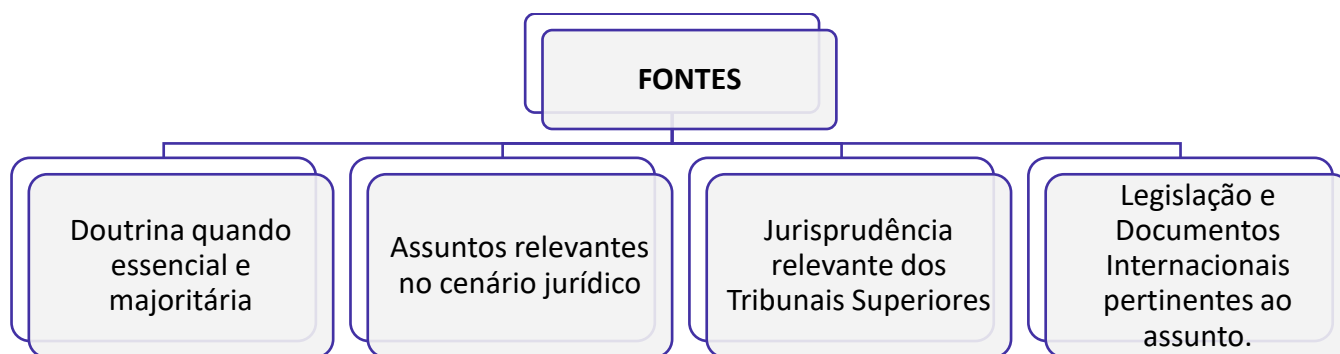 FONTES
Doutrina quando
essencial e
majoritária
Assuntos relevantes
no cenário jurídico
Jurisprudência
relevante dos
Tribunais Superiores
Legislação e
Documentos
Internacionais
pertinentes ao
assunto.